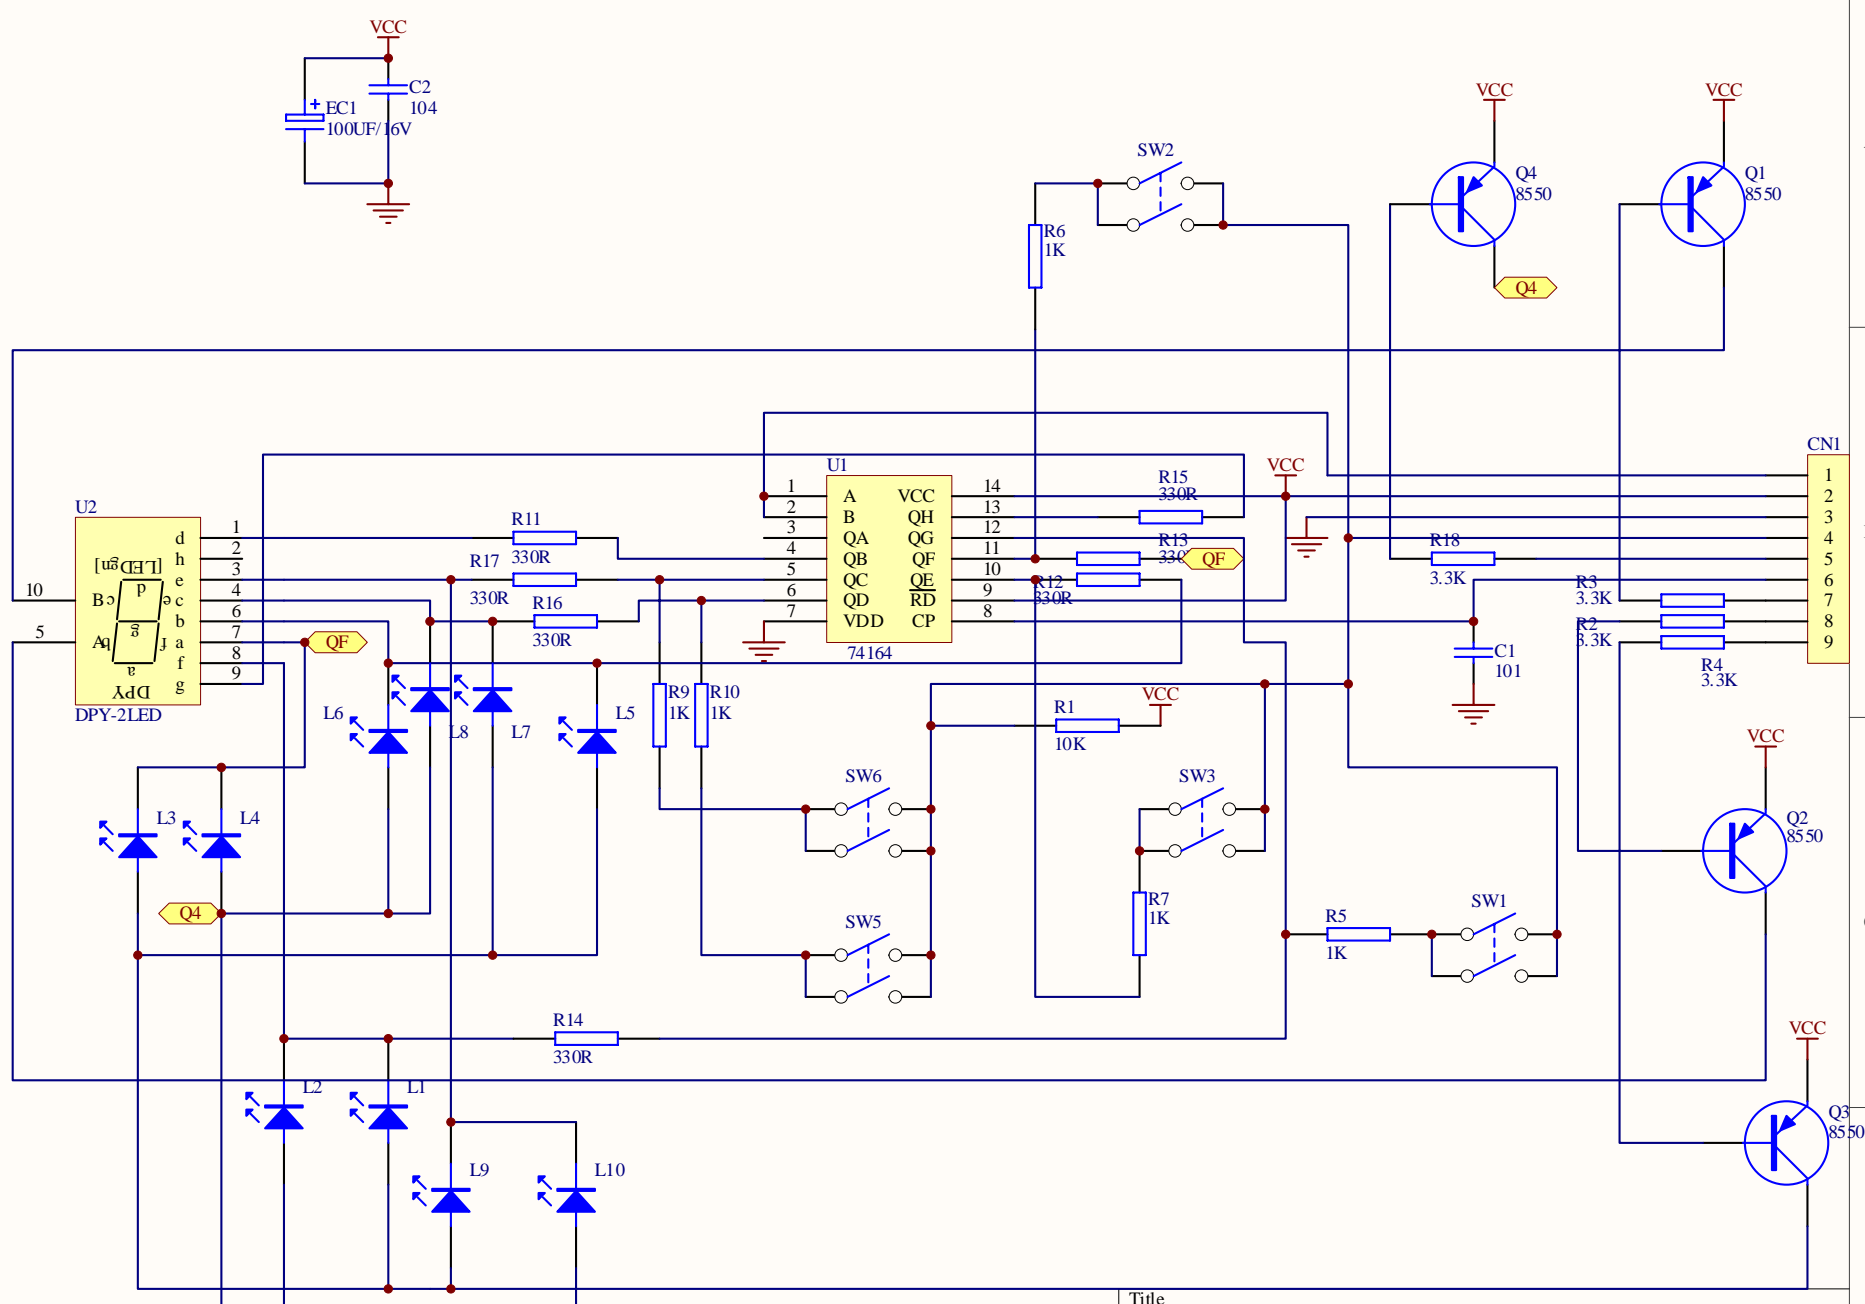 VCC
C2
104
EC1
100UF/16V
VCC
VCC
SW2
Q4
8550
Q1
8550
R6
1K
Q4
CN1
1
2
3
4
5
6
7
8
9
U1
1
2
3
4
5
6
7
A
B
QA
QB
QC
QD
VDD
VCC
QH
QG
QF
QE
RD
CP
14
13
12
11
10
9
8
74164
R15
330R
VCC
R13
330R
QF
R12
330R
R18
3.3K
R3
3.3K
R2
3.3K
R4
3.3K
C1
101
U2
d
h
e
c
b
a
f
g
1
2
3
4
6
7
8
9
10
5
B
A
[LEDgn]
a
b
c
d
e
f
g
DPY
DPY-2LED
R11
330R
R17
330R
R16
330R
QF
L6
L8
L7
L5
R9
1K
R10
1K
R1
10K
VCC
L3
L4
SW6
SW3
VCC
Q2
8550
Q4
R7
1K
SW5
R5
1K
SW1
R14
330R
VCC
L2
L1
Q3
8550
L9
L10
Title